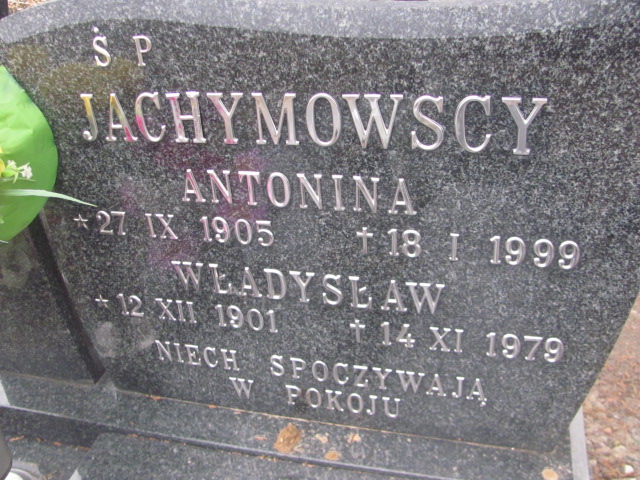 Ś P
JACHYMOWSCY
ANTONINA
* 27 IX 1905 † 18 I 1999
WŁADYSŁAW
* 12 XII 1901 † 14 XI 1979
NIECH SPOCZYWAJĄ
W POKOJU